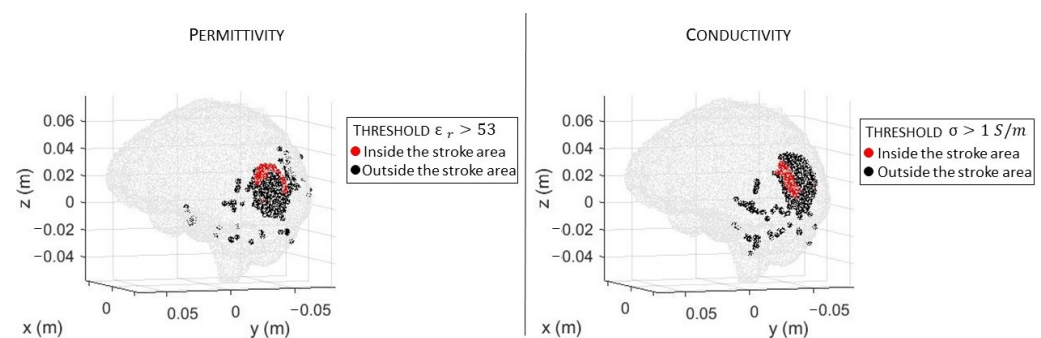 PERMITTIVITY
0.06
0.04
0.02
0
−0.02
−0.04
z (m)
0
x (m)
0.05
0
−0.05
y (m)
THRESHOLD ε r > 53
Inside the stroke area
Outside the stroke area
CONDUCTIVITY
0.06
0.04
0.02
0
−0.02
−0.04
z (m)
0
x (m)
0.05
0
−0.05
y (m)
THRESHOLD σ > 1 S/m
Inside the stroke area
Outside the stroke area